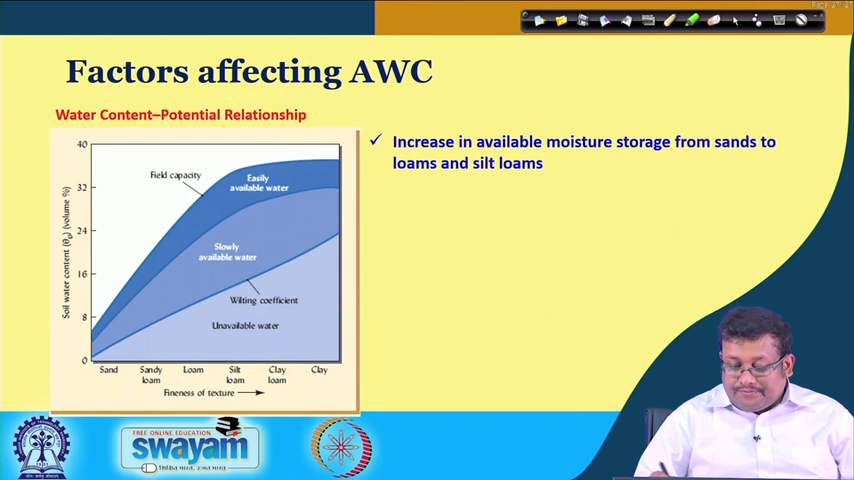 Factors affecting AWC
Water Content–Potential Relationship
✓ Increase in available moisture storage from sands to
loams and silt loams
40
32
24
16
8
0
Soil water content (θ) (volume %)
Field capacity
Easily
available water
Slowly
available water
Wilting coefficient
Unavailable water
Sand
Sandy
loam
Loam
Silt
loam
Clay
loam
Clay
Fineness of texture
FREE ONLINE EDUCATION
swayam